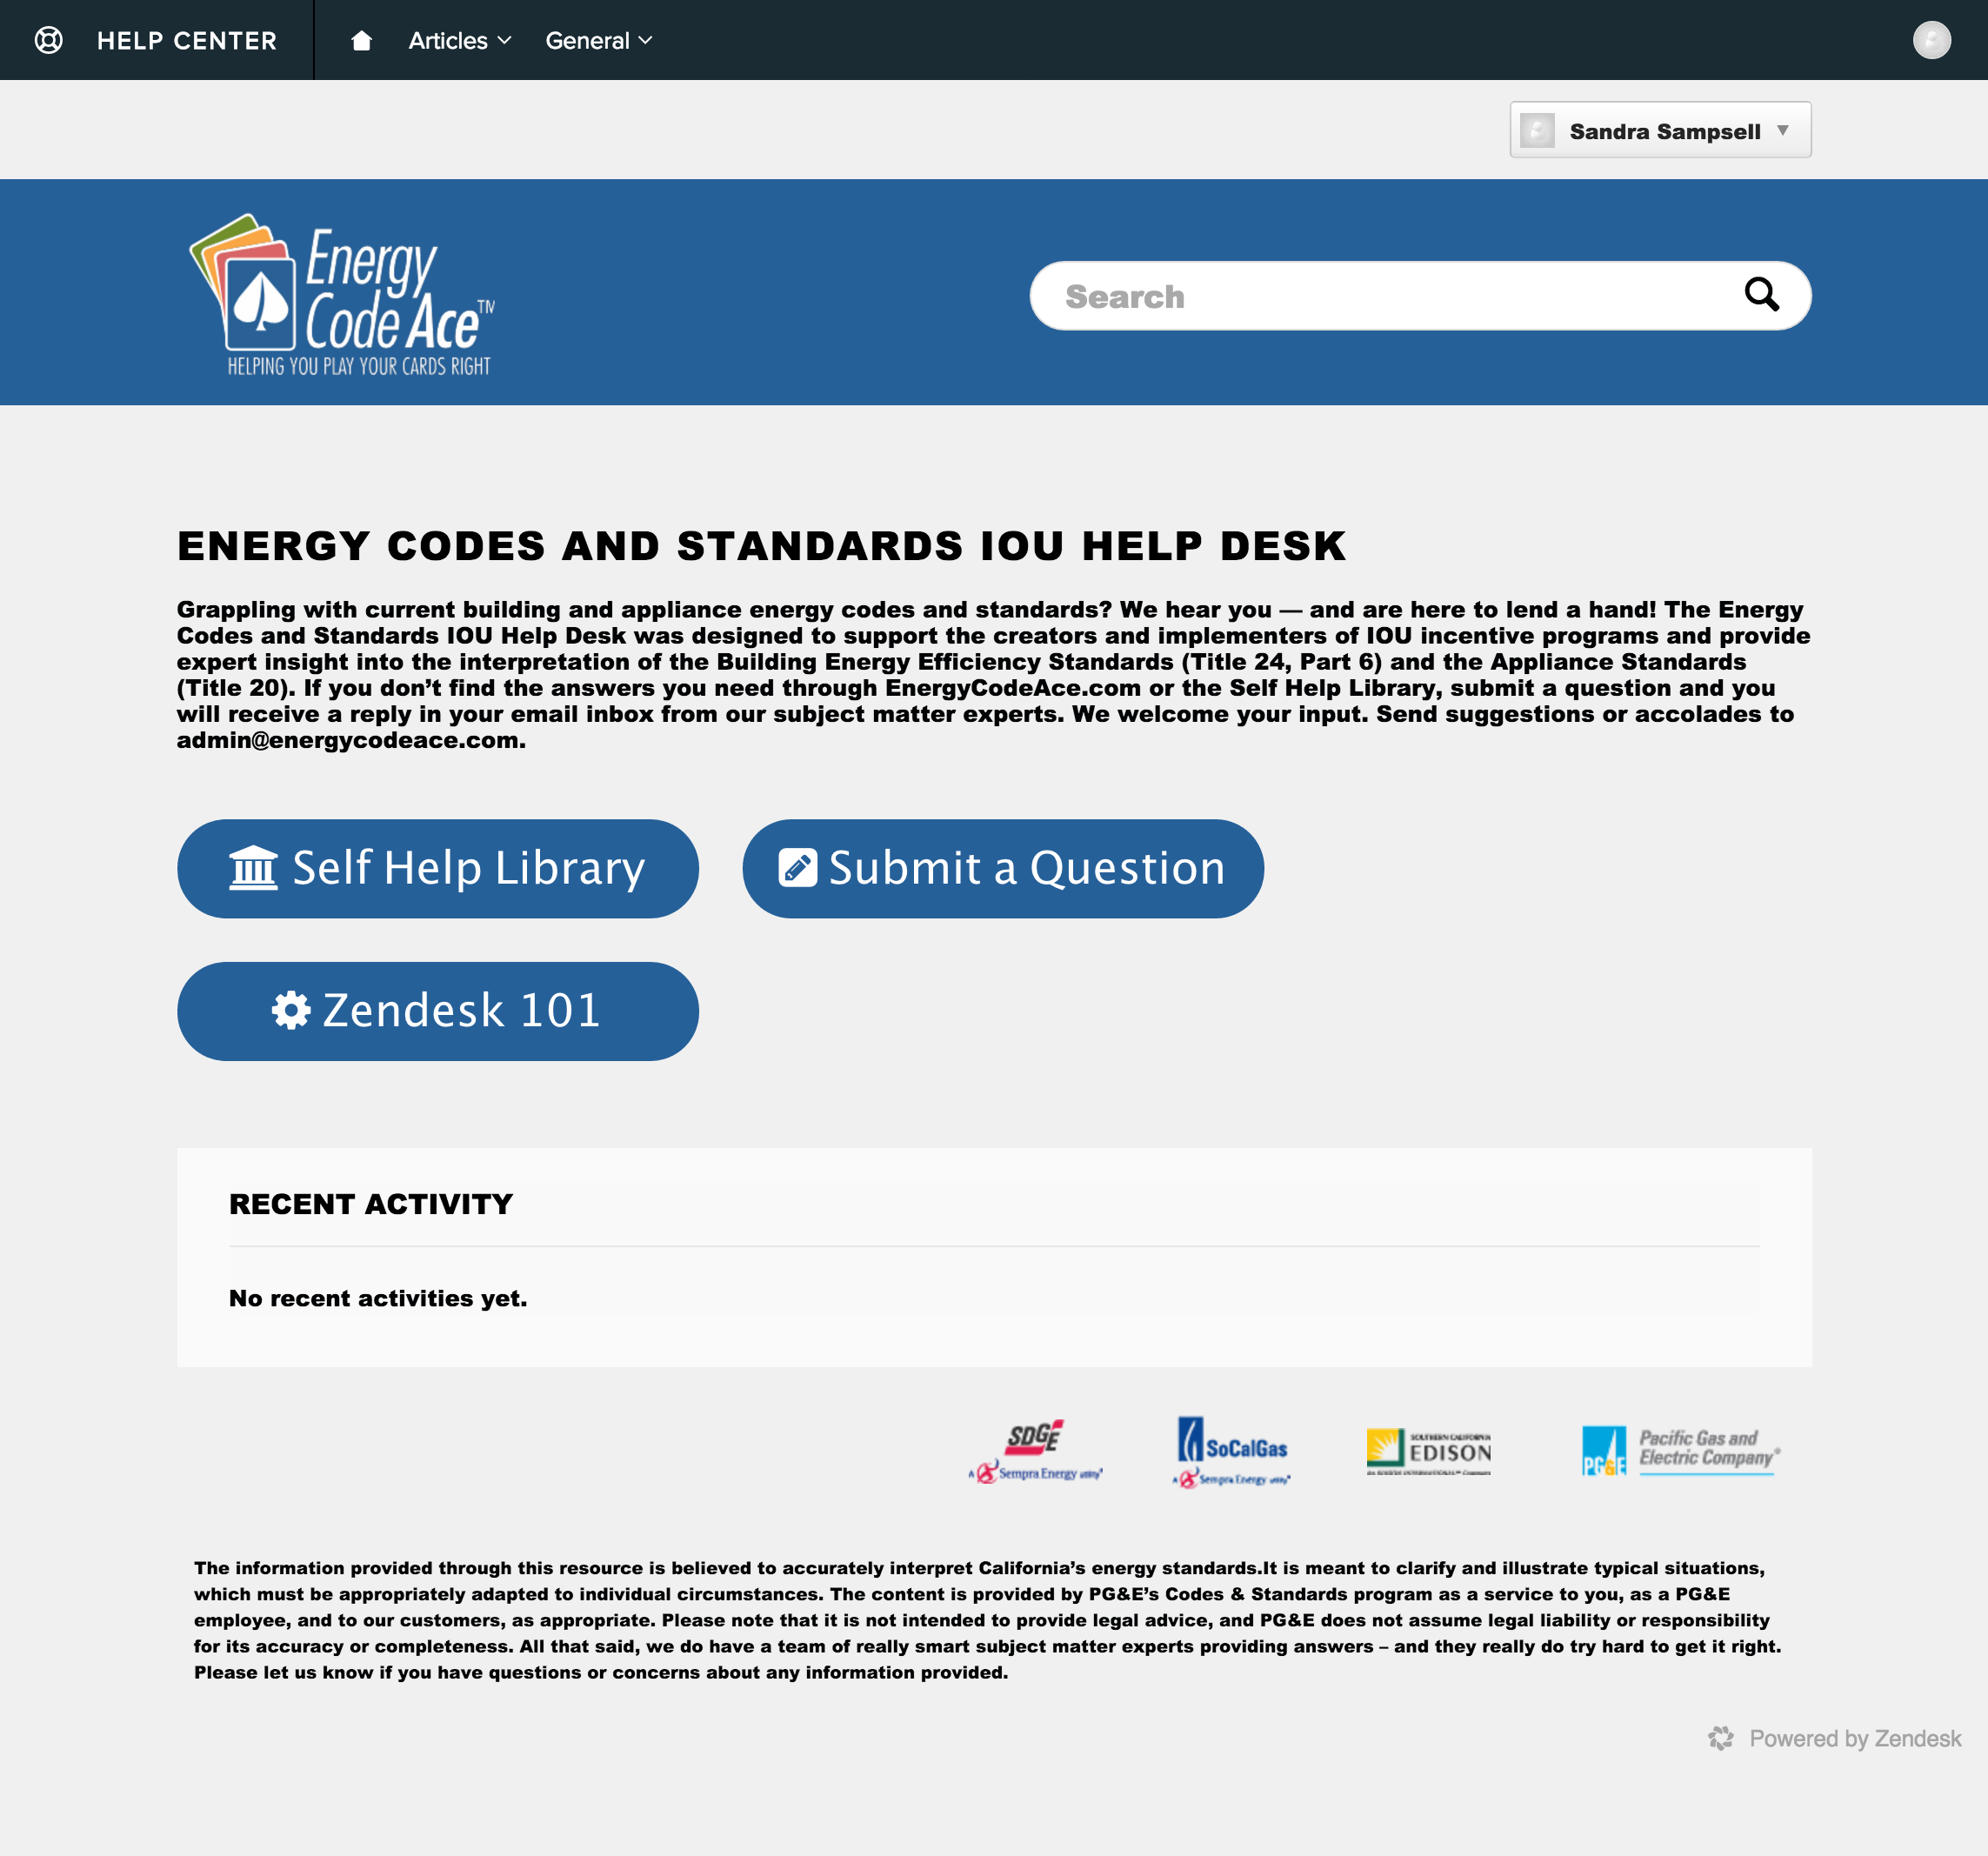 HELP CENTER
Articles
General
Sandra Sampsell
Energy
Code Ace™
HELPING YOU PLAY YOUR CARDS RIGHT
Search
ENERGY CODES AND STANDARDS IOU HELP DESK
Grappling with current building and appliance energy codes and standards? We hear you — and are here to lend a hand! The Energy
Codes and Standards IOU Help Desk was designed to support the creators and implementers of IOU incentive programs and provide
expert insight into the interpretation of the Building Energy Efficiency Standards (Title 24, Part 6) and the Appliance Standards
(Title 20). If you don’t find the answers you need through EnergyCodeAce.com or the Self Help Library, submit a question and you
will receive a reply in your email inbox from our subject matter experts. We welcome your input. Send suggestions or accolades to
admin@energycodeace.com.
Self Help Library
Submit a Question
Zendesk 101
RECENT ACTIVITY
No recent activities yet.
SDGE
A Sempra Energy utility®
SoCalGas
A Sempra Energy utility®
SOUTHERN CALIFORNIA
EDISON
AN EDISON INTERNATIONAL℠ Company
PG&E
Pacific Gas and
Electric Company®
The information provided through this resource is believed to accurately interpret California’s energy standards.It is meant to clarify and illustrate typical situations,
which must be appropriately adapted to individual circumstances. The content is provided by PG&E’s Codes & Standards program as a service to you, as a PG&E
employee, and to our customers, as appropriate. Please note that it is not intended to provide legal advice, and PG&E does not assume legal liability or responsibility
for its accuracy or completeness. All that said, we do have a team of really smart subject matter experts providing answers – and they really do try hard to get it right.
Please let us know if you have questions or concerns about any information provided.
Powered by Zendesk